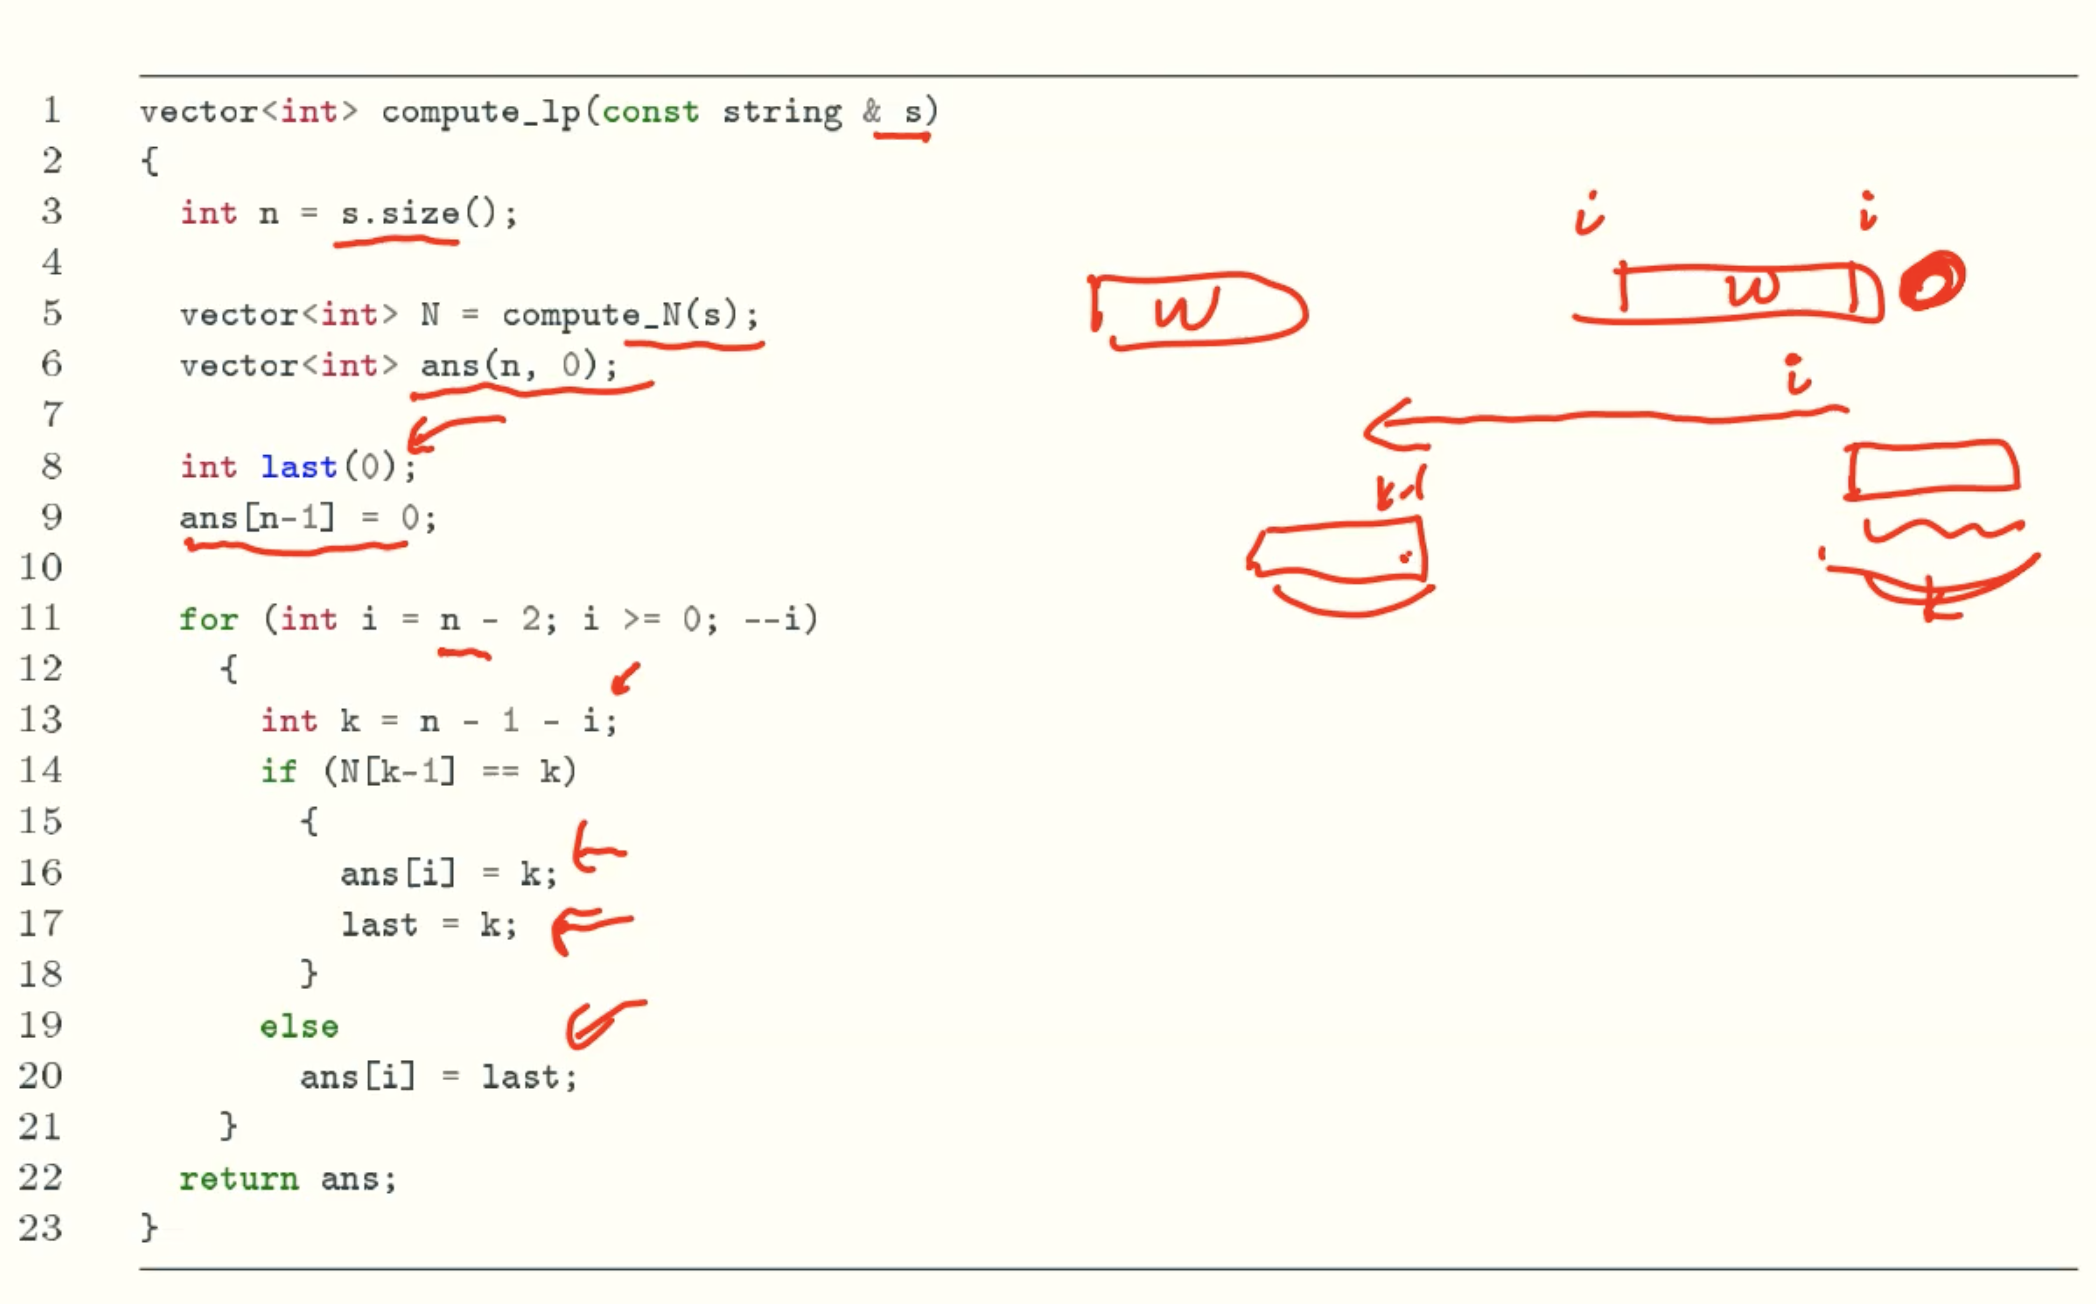 1 vector<int> compute_lp(const string & s)
2 {
3 int n = s.size();
4
5 vector<int> N = compute_N(s);
6 vector<int> ans(n, 0);
7
8 int last(0);
9 ans[n-1] = 0;
10
11 for (int i = n - 2; i >= 0; --i)
12 {
13 int k = n - 1 - i;
14 if (N[k-1] == k)
15 {
16 ans[i] = k;
17 last = k;
18 }
19 else
20 ans[i] = last;
21 }
22 return ans;
23 }
i i
W W
i
k-1
k